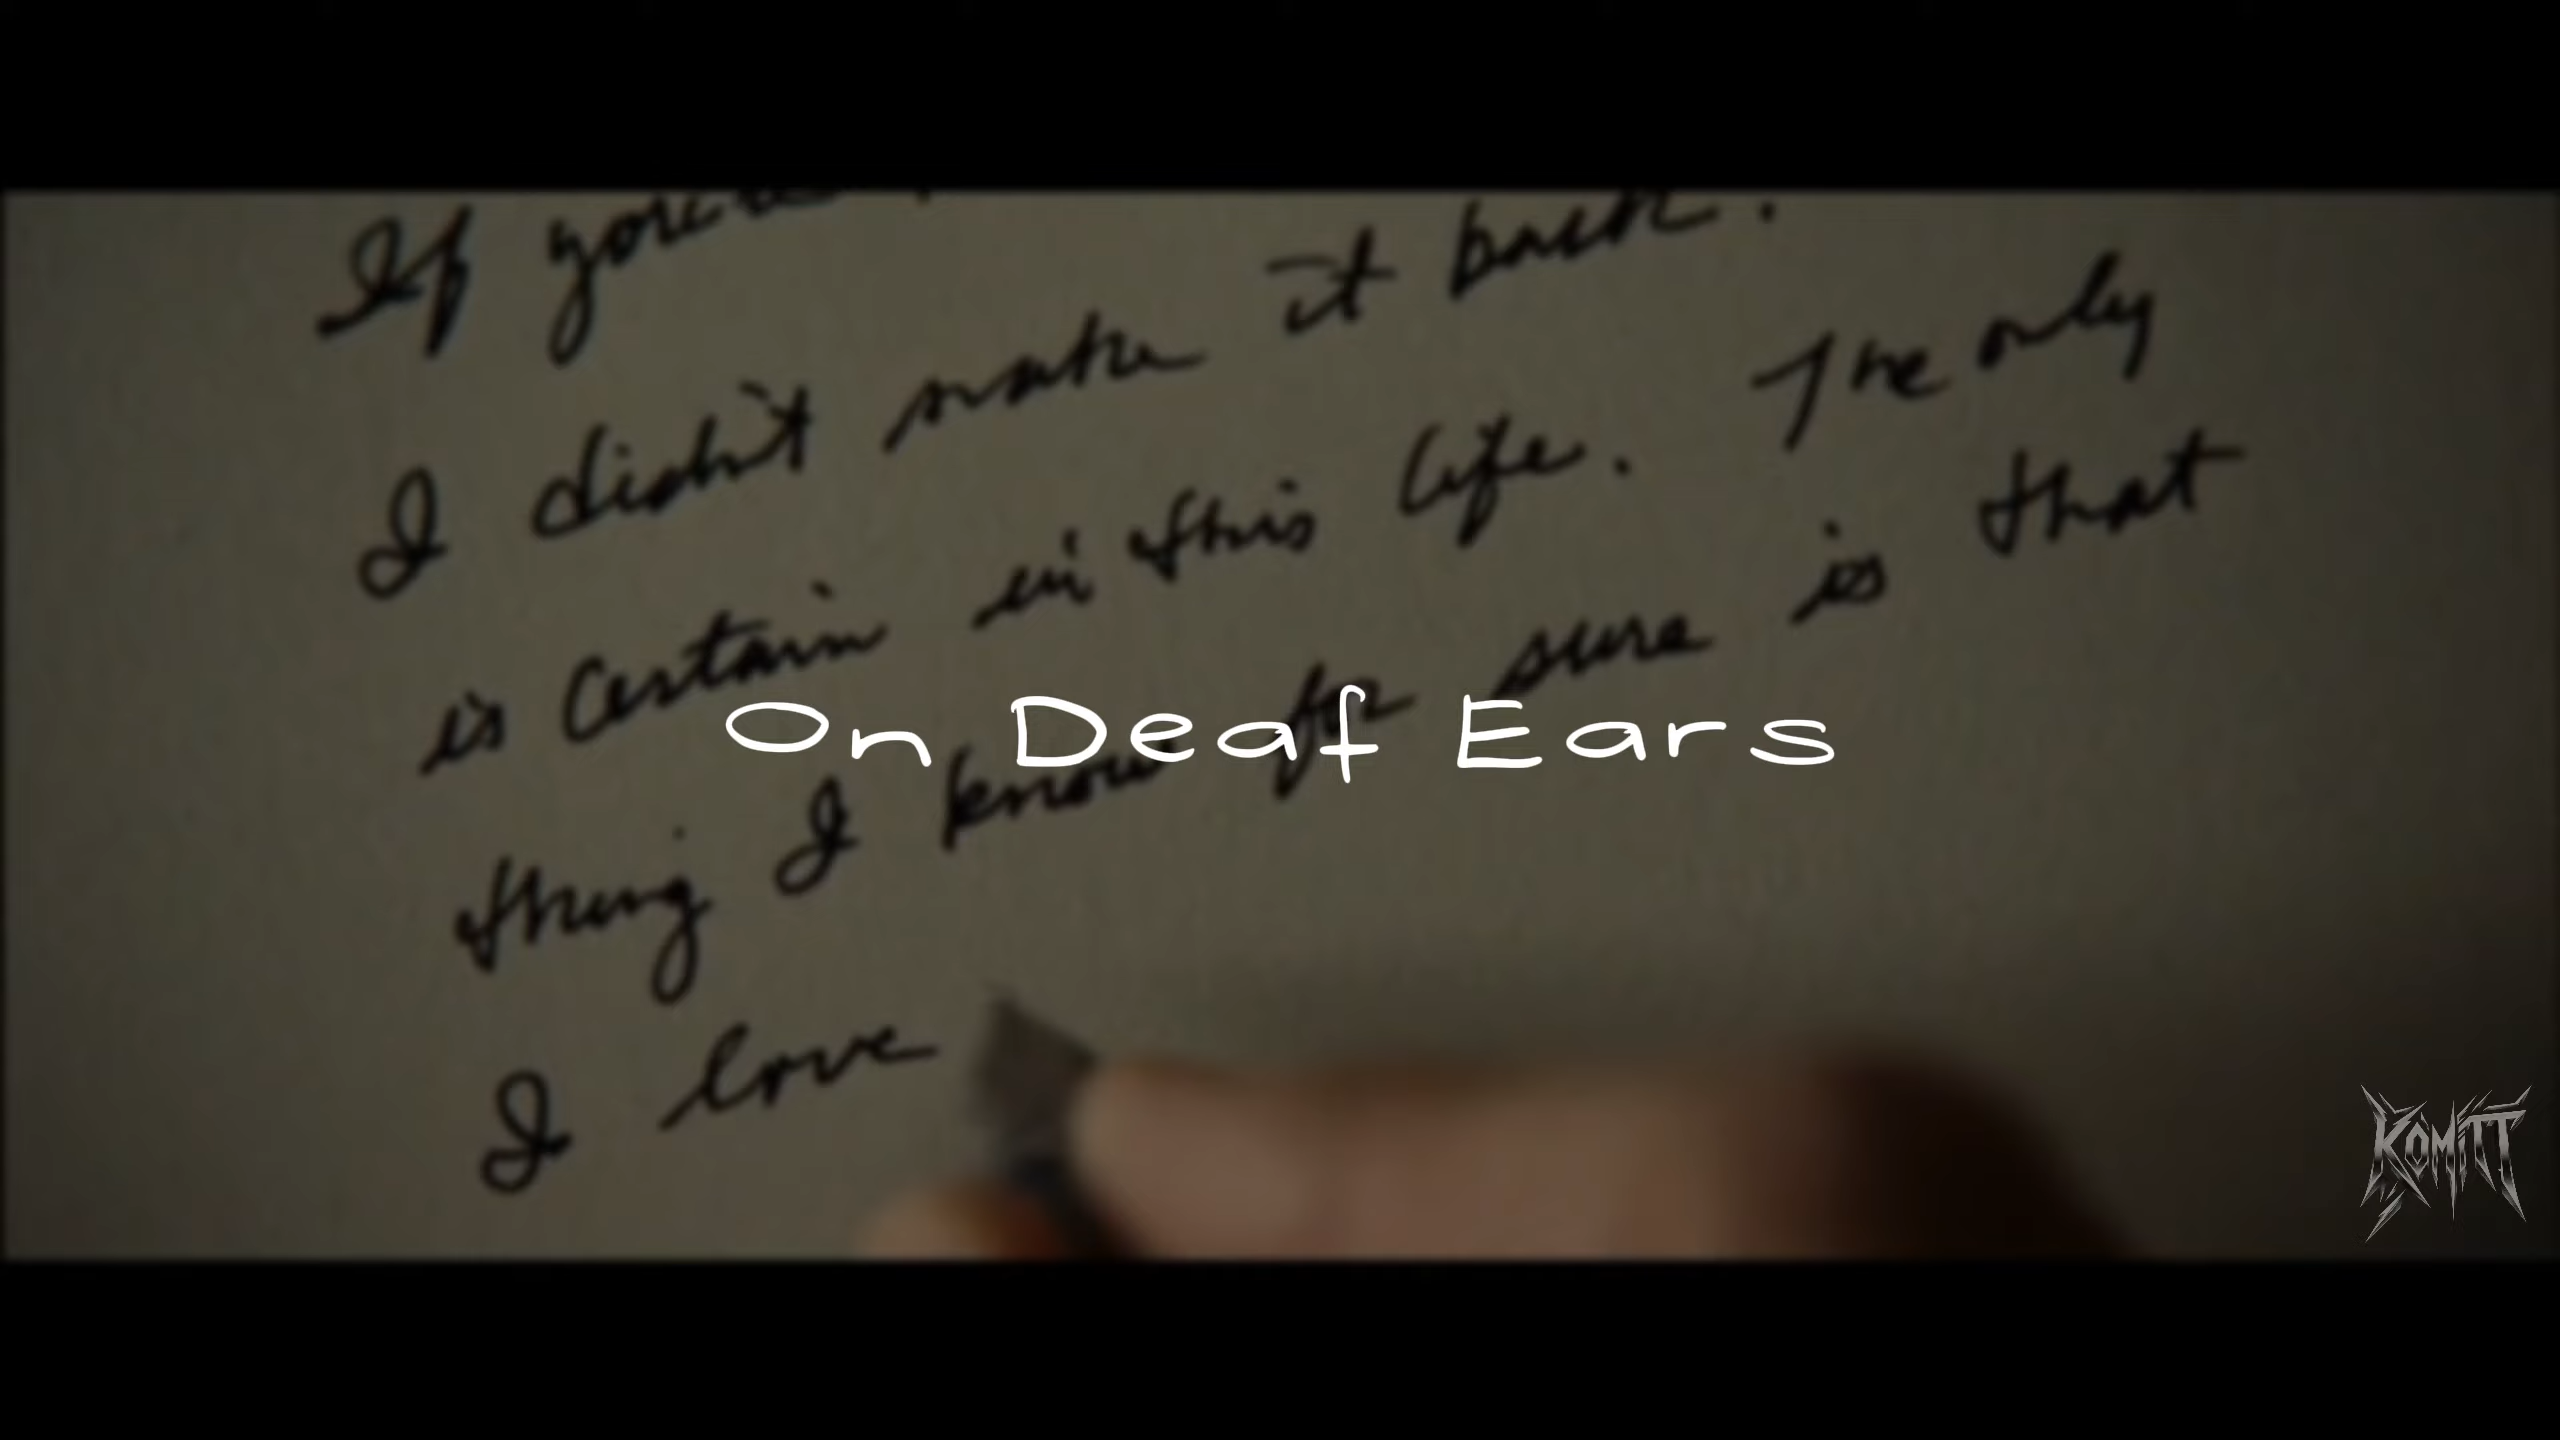 If you're
I didn't make it back.
is certain in this life. The only
thing I know for sure is that
I love
On Deaf Ears
KOMITT